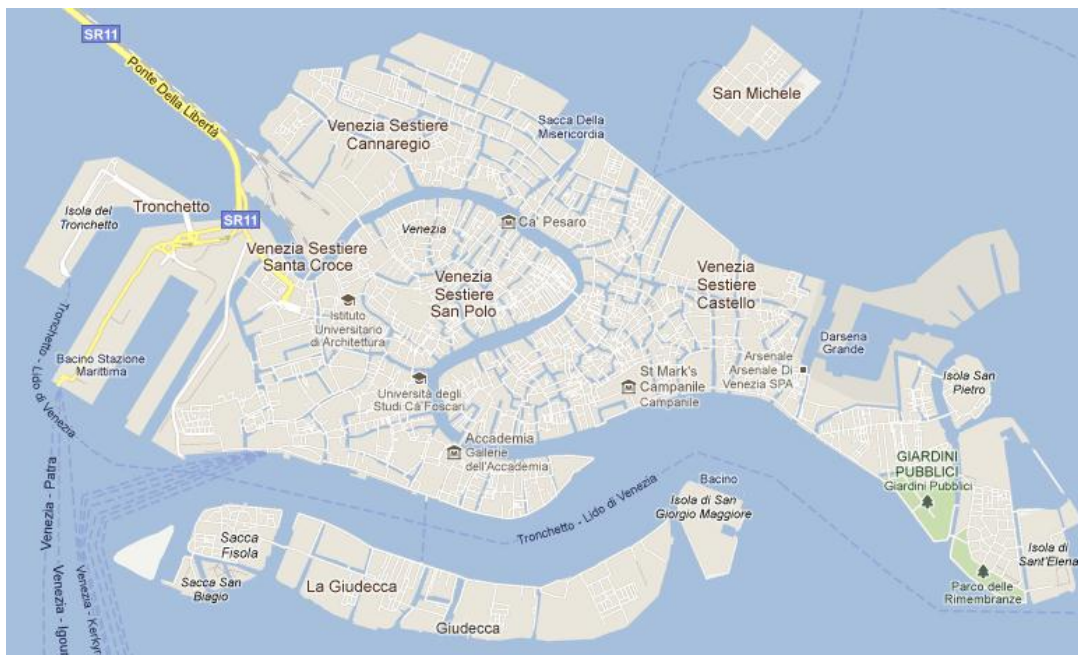 SR11
Ponte Della Libertà
San Michele
Sacca Della
Misericordia
Venezia Sestiere
Cannaregio
Isola del
Tronchetto
Tronchetto
SR11
Ca' Pesaro
Venezia
Venezia Sestiere
Santa Croce
Venezia
Sestiere
San Polo
Venezia
Sestiere
Castello
Istituto
Universitario
di Architettura
Darsena
Grande
Tronchetto - Lido di Venezia
Bacino Stazione
Marittima
Arsenale
Arsenale Di
Venezia SPA
St Mark's
Campanile
Campanile
Isola San
Pietro
Università degli
Studi Ca'Foscari
Accademia
Gallerie
dell'Accademia
GIARDINI
PUBBLICI
Giardini Pubblici
Bacino
Isola di San
Giorgio Maggiore
Tronchetto - Lido di Venezia
Venezia - Patra
Venezia - Igour
Venezia - Kerkyr
Sacca
Fisola
Sacca San
Biagio
La Giudecca
Giudecca
Isola di
Sant'Elena
Parco delle
Rimembranze